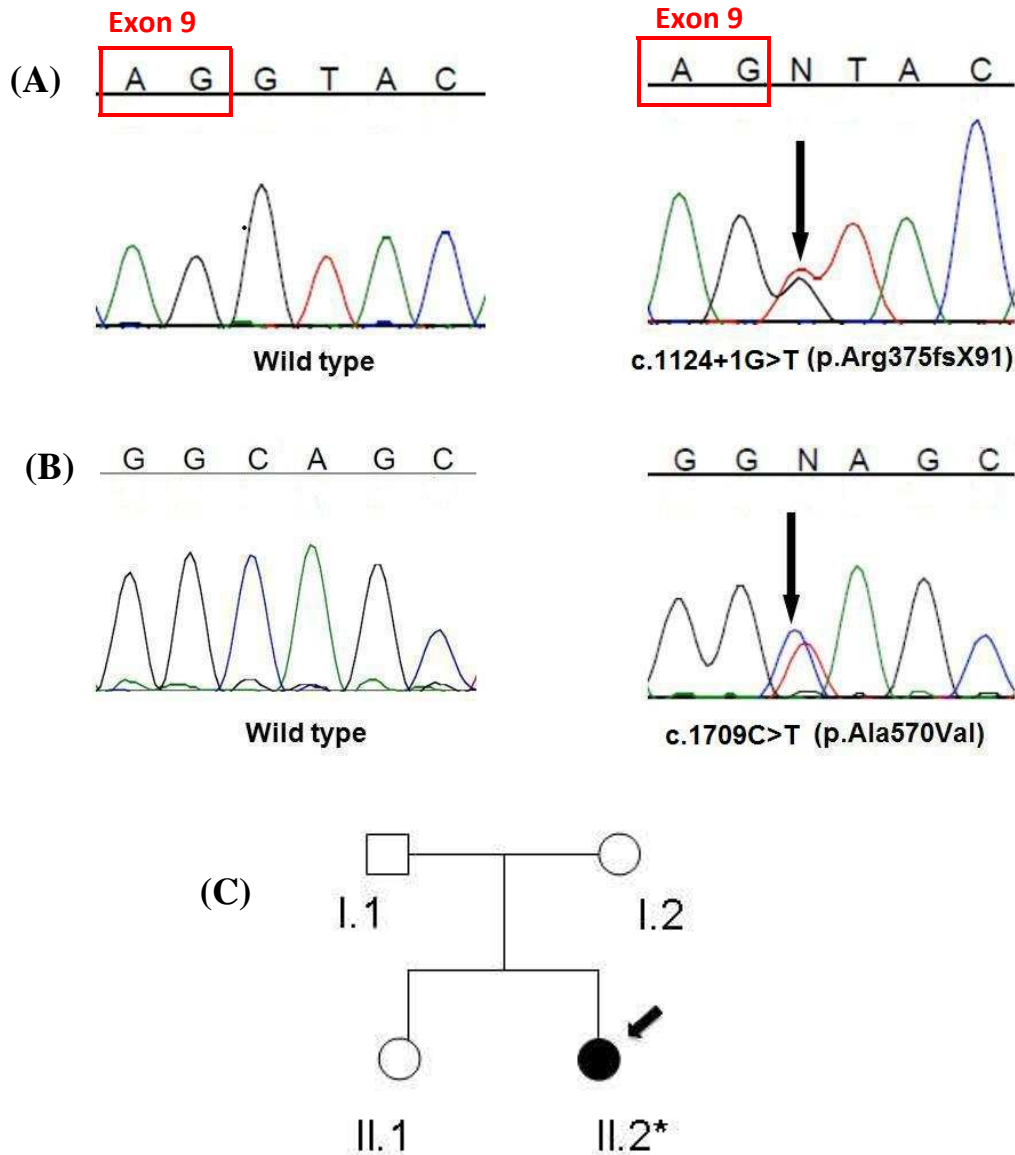 Exon 9 Exon 9
(A) A G G T A C A G N T A C
Wild type c.1124+1G>T (p.Arg375fsX91)
(B) G G C A G C G G N A G C
Wild type c.1709C>T (p.Ala570Val)
(C)
I.1 I.2
II.1 II.2*